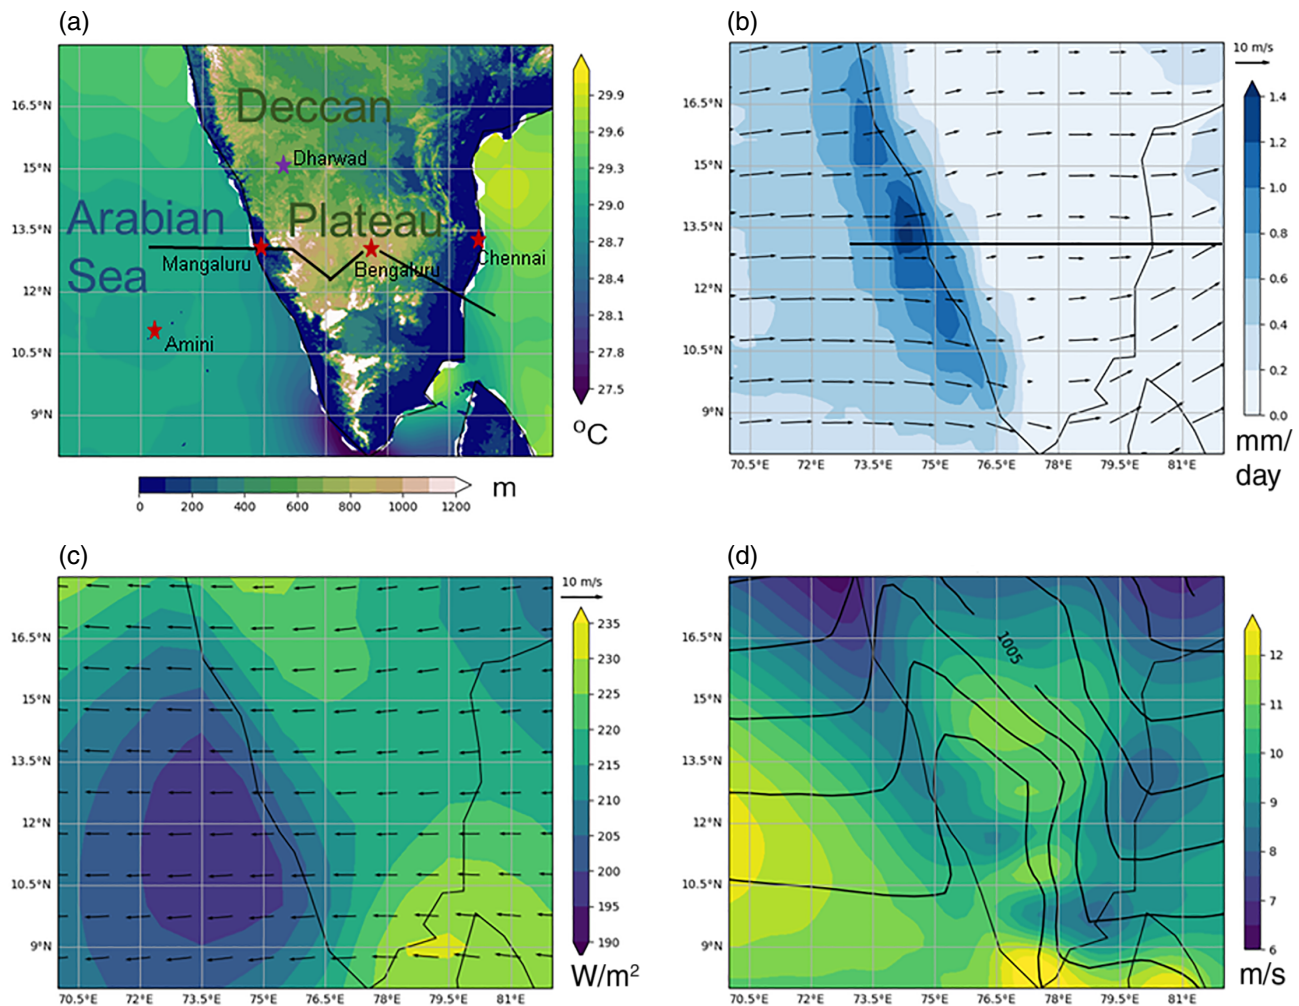 (a)
Deccan
Dharwad
Arabian
Plateau
Sea
Mangaluru
Bengaluru
Chennai
Amini
16.5°N
15°N
13.5°N
12°N
10.5°N
9°N
29.9
29.6
29.3
29.0
28.7
28.4
28.1
27.8
27.5
°C
0 200 400 600 800 1000 1200
m
(b)
10 m/s
16.5°N
15°N
13.5°N
12°N
10.5°N
9°N
70.5°E 72°E 73.5°E 75°E 76.5°E 78°E 79.5°E 81°E
1.4
1.2
1.0
0.8
0.6
0.4
0.2
0.0
mm/
day
(c)
10 m/s
16.5°N
15°N
13.5°N
12°N
10.5°N
9°N
70.5°E 72°E 73.5°E 75°E 76.5°E 78°E 79.5°E 81°E
235
230
225
220
215
210
205
200
195
190
W/m²
(d)
1005
16.5°N
15°N
13.5°N
12°N
10.5°N
9°N
70.5°E 72°E 73.5°E 75°E 76.5°E 78°E 79.5°E 81°E
12
11
10
9
8
7
6
m/s